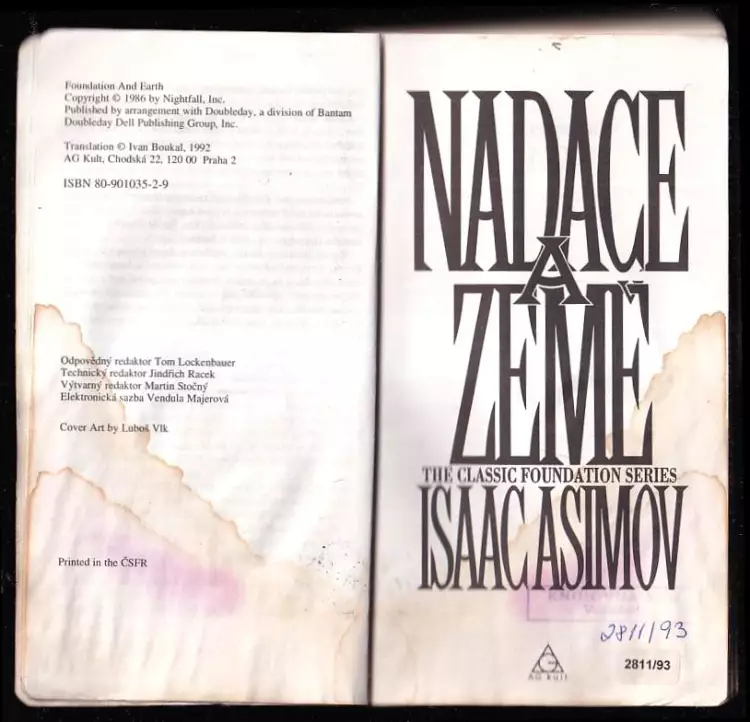 Foundation And Earth
Copyright © 1986 by Nightfall, Inc.
Published by arrangement with Doubleday, a division of Bantam
Doubleday Dell Publishing Group, Inc.
Translation © Ivan Boukal, 1992
AG Kult, Chodská 22, 120 00 Praha 2
ISBN 80-901035-2-9
Odpovědný redaktor Tom Lockenbauer
Technický redaktor Jindřich Racek
Výtvarný redaktor Martin Stočný
Elektronická sazba Vendula Majerová
Cover Art by Luboš Vlk
Printed in the ČSFR
NADACE
A
ZEMĚ
THE CLASSIC FOUNDATION SERIES
ISAAC ASIMOV
2811/93
AG kult
2811/93